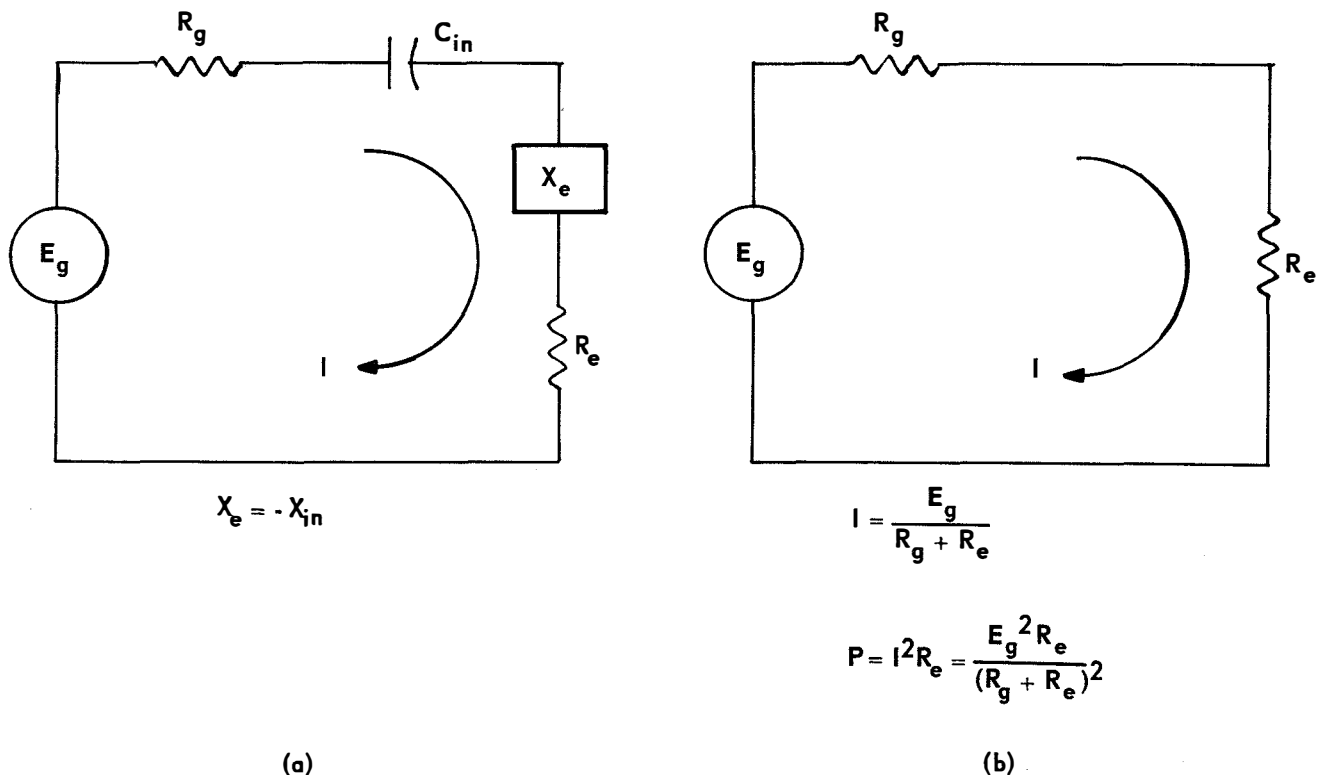 R_g
C_in
X_e
E_g
R_e
I
X_e = - X_in
(a)
R_g
E_g
R_e
I
I = E_g / (R_g + R_e)
P = I^2 R_e = E_g^2 R_e / (R_g + R_e)^2
(b)